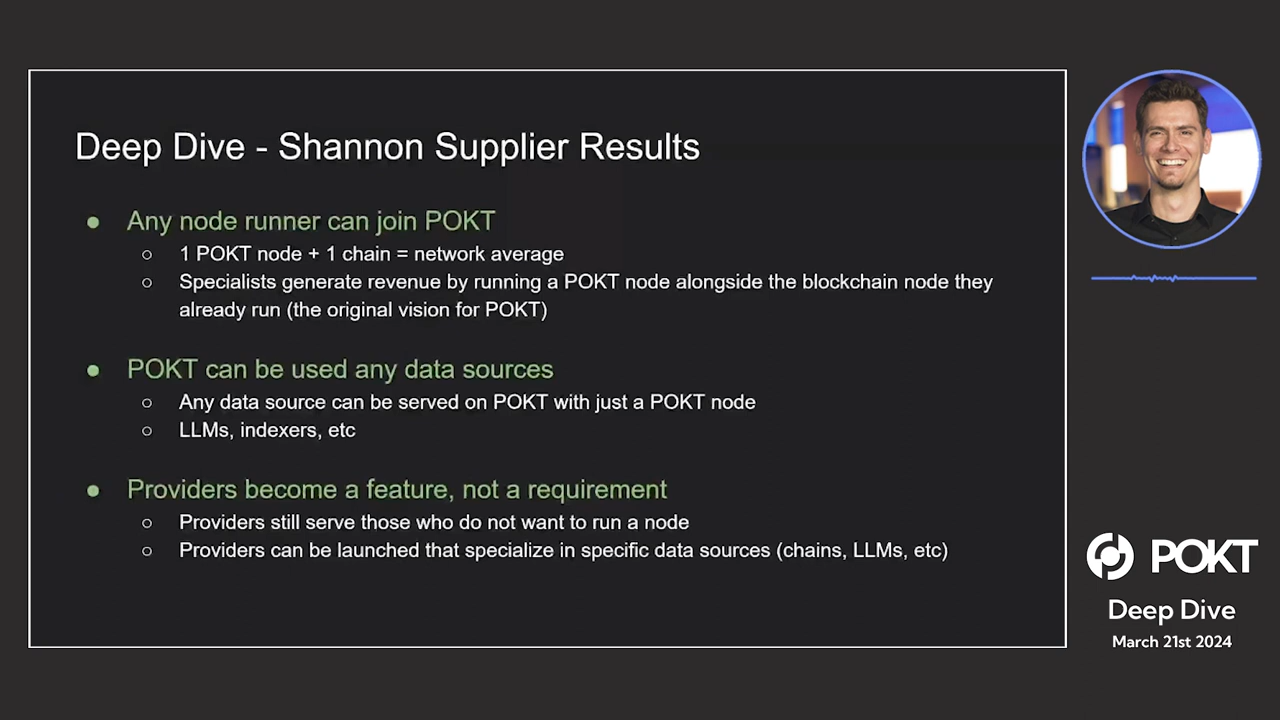 Deep Dive - Shannon Supplier Results
● Any node runner can join POKT
○ 1 POKT node + 1 chain = network average
○ Specialists generate revenue by running a POKT node alongside the blockchain node they
already run (the original vision for POKT)
● POKT can be used any data sources
○ Any data source can be served on POKT with just a POKT node
○ LLMs, indexers, etc
● Providers become a feature, not a requirement
○ Providers still serve those who do not want to run a node
○ Providers can be launched that specialize in specific data sources (chains, LLMs, etc)
POKT
Deep Dive
March 21st 2024